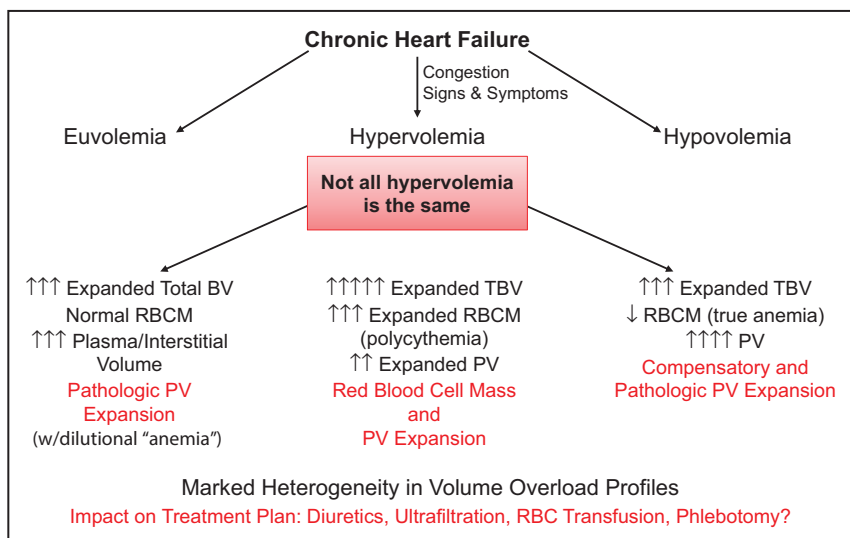 Chronic Heart Failure
Congestion
Signs & Symptoms
Euvolemia
Hypervolemia
Hypovolemia
Not all hypervolemia
is the same
↑↑↑ Expanded Total BV
Normal RBCM
↑↑↑ Plasma/Interstitial
Volume
Pathologic PV
Expansion
(w/dilutional “anemia”)
↑↑↑↑↑ Expanded TBV
↑↑↑ Expanded RBCM
(polycythemia)
↑↑ Expanded PV
Red Blood Cell Mass
and
PV Expansion
↑↑↑ Expanded TBV
↓ RBCM (true anemia)
↑↑↑↑ PV
Compensatory and
Pathologic PV Expansion
Marked Heterogeneity in Volume Overload Profiles
Impact on Treatment Plan: Diuretics, Ultrafiltration, RBC Transfusion, Phlebotomy?